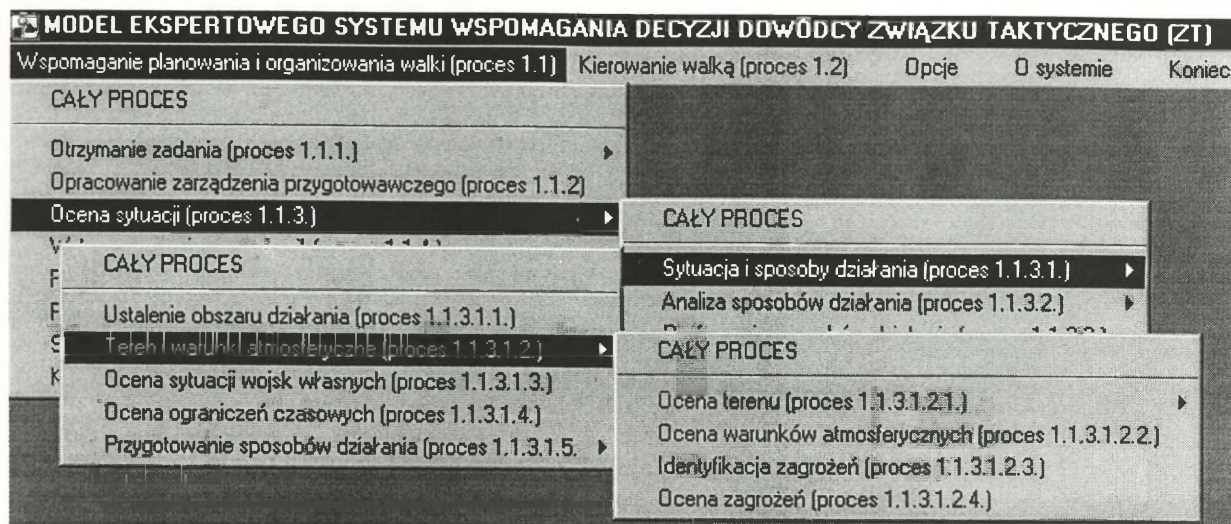 MODEL EKSPERTOWEGO SYSTEMU WSPOMAGANIA DECYZJI DOWÓDCY ZWIĄZKU TAKTYCZNEGO (ZT)
Wspomaganie planowania i organizowania walki (proces 1.1) Kierowanie walką (proces 1.2) Opcje O systemie Koniec
CAŁY PROCES
Otrzymanie zadania (proces 1.1.1.)
Opracowanie zarządzenia przygotowawczego (proces 1.1.2)
Ocena sytuacji (proces 1.1.3.)
CAŁY PROCES
Sytuacja i sposoby działania (proces 1.1.3.1.)
Analiza sposobów działania (proces 1.1.3.2.)
CAŁY PROCES
Ustalenie obszaru działania (proces 1.1.3.1.1.)
Teren i warunki atmosferyczne (proces 1.1.3.1.2.)
Ocena sytuacji wojsk własnych (proces 1.1.3.1.3.)
Ocena ograniczeń czasowych (proces 1.1.3.1.4.)
Przygotowanie sposobów działania (proces 1.1.3.1.5.
CAŁY PROCES
Ocena terenu (proces 1.1.3.1.2.1.)
Ocena warunków atmosferycznych (proces 1.1.3.1.2.2.)
Identyfikacja zagrożeń (proces 1.1.3.1.2.3.)
Ocena zagrożeń (proces 1.1.3.1.2.4.)